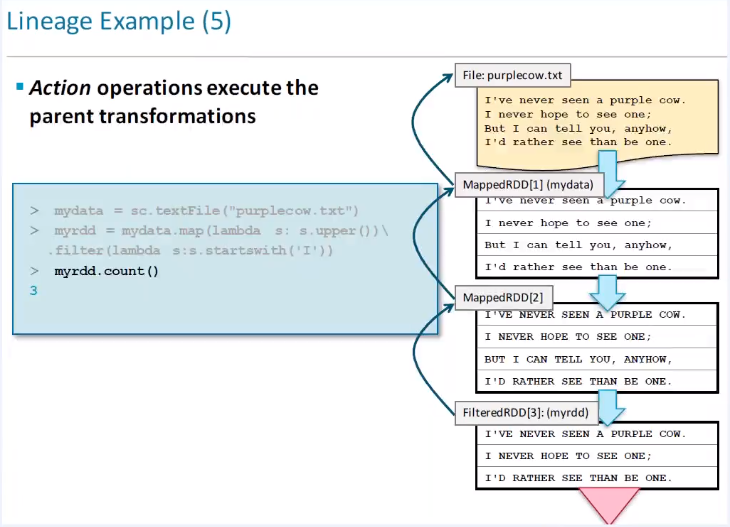 Lineage Example (5)
Action operations execute the
parent transformations
> mydata = sc.textFile("purplecow.txt")
> myrdd = mydata.map(lambda s: s.upper())\
.filter(lambda s:s.startswith('I'))
> myrdd.count()
3
File: purplecow.txt
I've never seen a purple cow.
I never hope to see one;
But I can tell you, anyhow,
I'd rather see than be one.
MappedRDD[1] (mydata)
I've never seen a purple cow.
I never hope to see one;
But I can tell you, anyhow,
I'd rather see than be one.
MappedRDD[2]
I'VE NEVER SEEN A PURPLE COW.
I NEVER HOPE TO SEE ONE;
BUT I CAN TELL YOU, ANYHOW,
I'D RATHER SEE THAN BE ONE.
FilteredRDD[3]: (myrdd)
I'VE NEVER SEEN A PURPLE COW.
I NEVER HOPE TO SEE ONE;
I'D RATHER SEE THAN BE ONE.